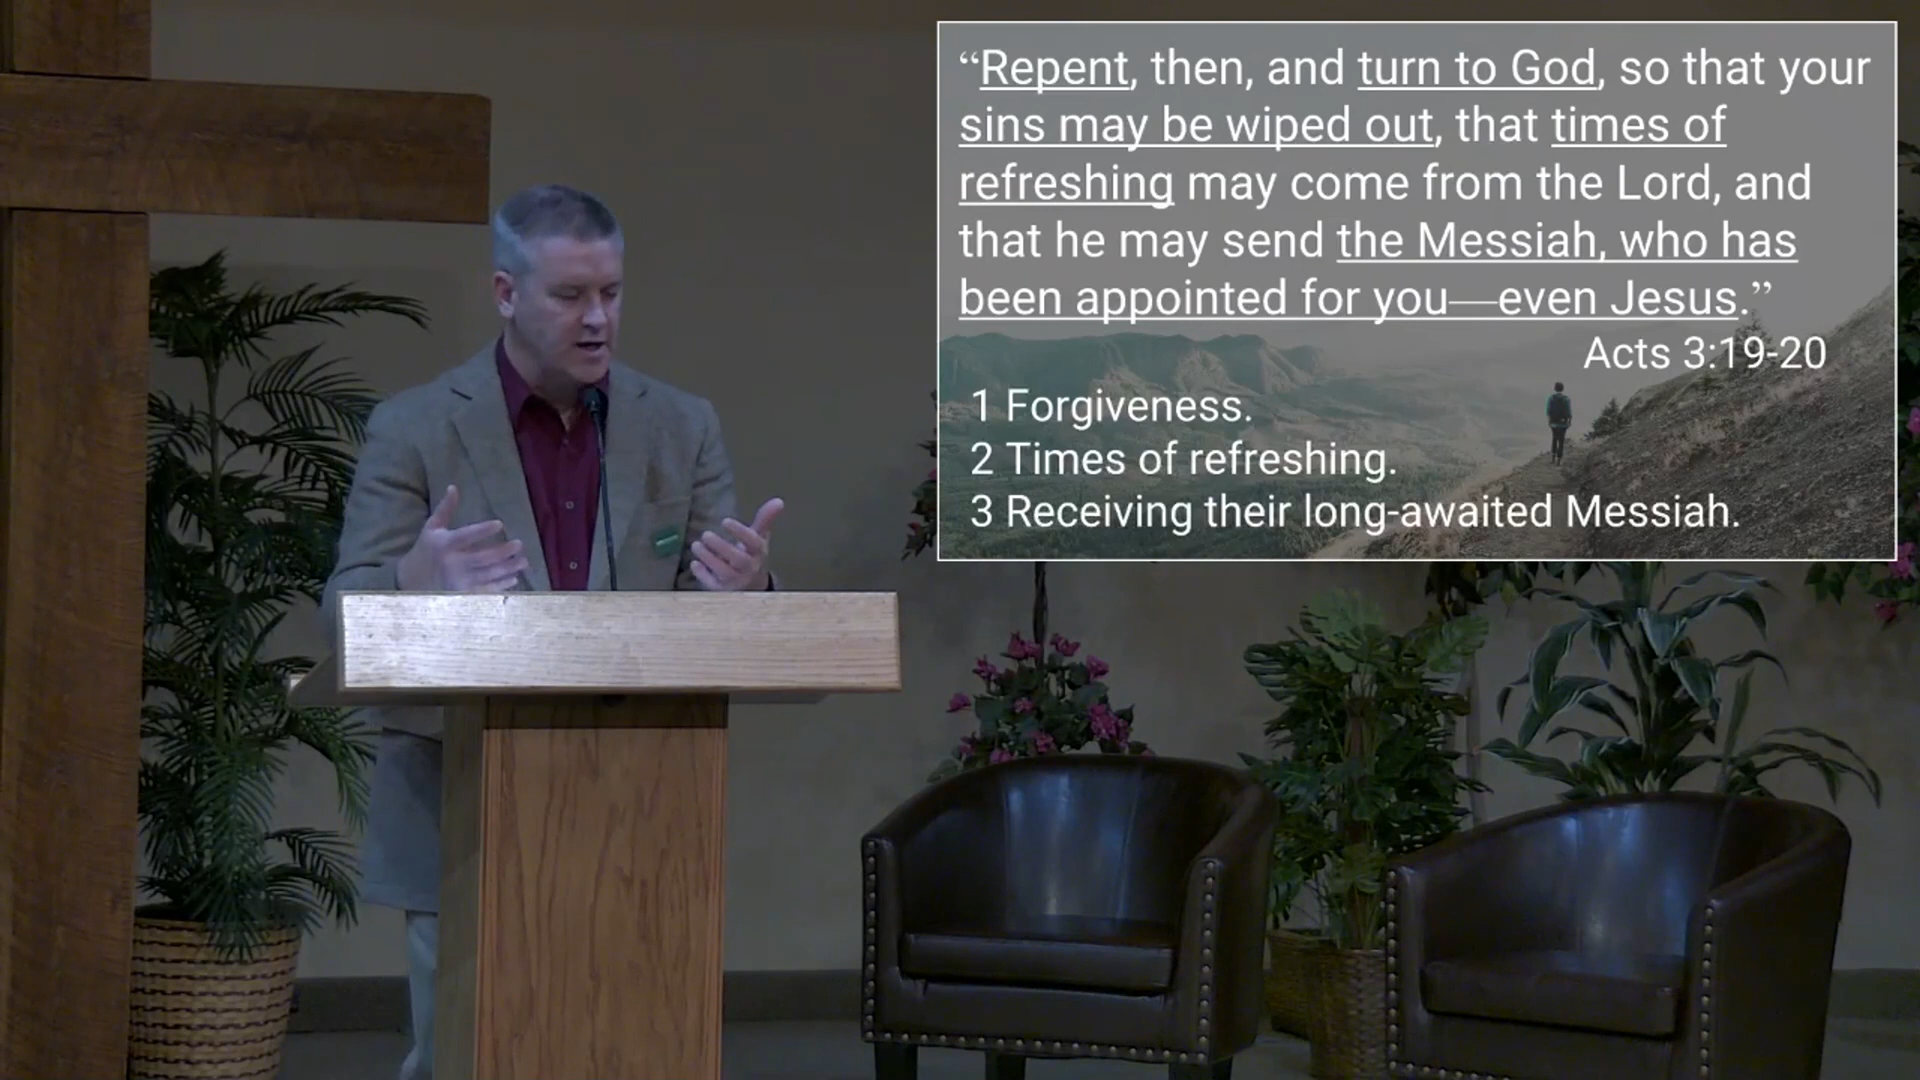 “Repent, then, and turn to God, so that your
sins may be wiped out, that times of
refreshing may come from the Lord, and
that he may send the Messiah, who has
been appointed for you—even Jesus.”
Acts 3:19-20
1 Forgiveness.
2 Times of refreshing.
3 Receiving their long-awaited Messiah.